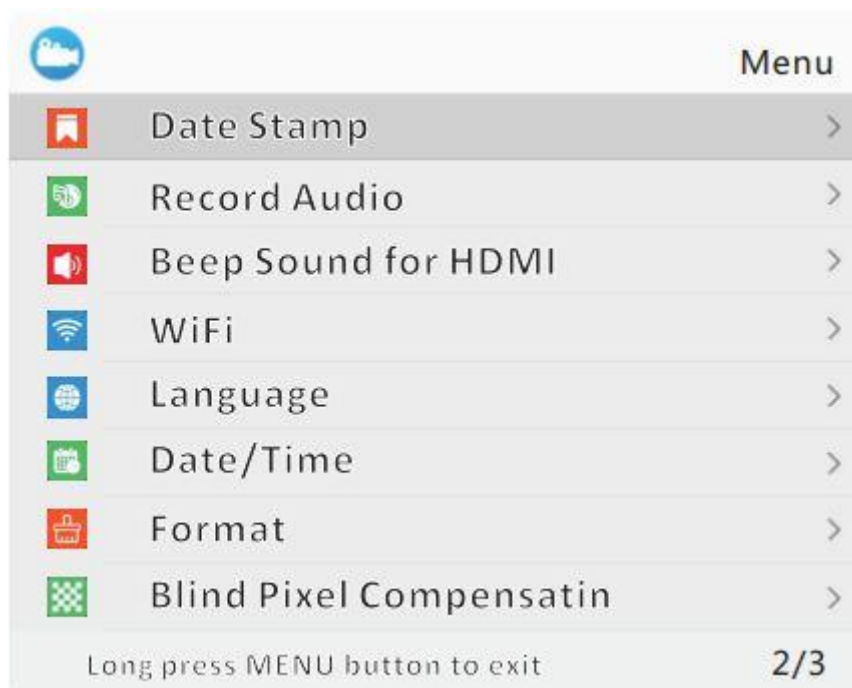 Menu
Date Stamp
Record Audio
Beep Sound for HDMI
WiFi
Language
Date/Time
Format
Blind Pixel Compensatin
Long press MENU button to exit 2/3